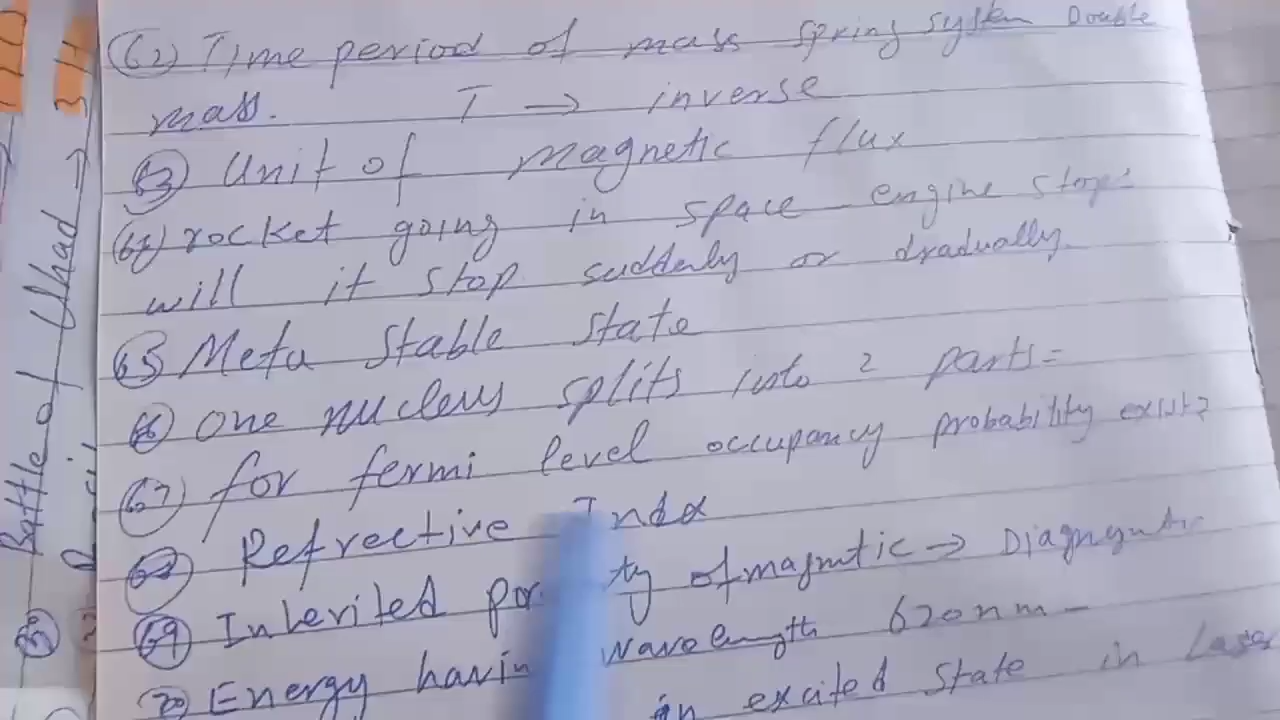 62) Time period of mass spring system Double
mass. T → inverse
63) Unit of magnetic flux
64) rocket going in space engine stops
will it stop suddenly or dradually.
65 Meta Stable State
66) One nucleus splits into 2 parts=
67) for fermi level occupancy probability exist?
68 Refrective Index
69 Inherited ty of magnetic → Diagnynetic
70) Energy havin wavelength 620nm -
in excited State in Laser
Battle of Uhad → 3 H